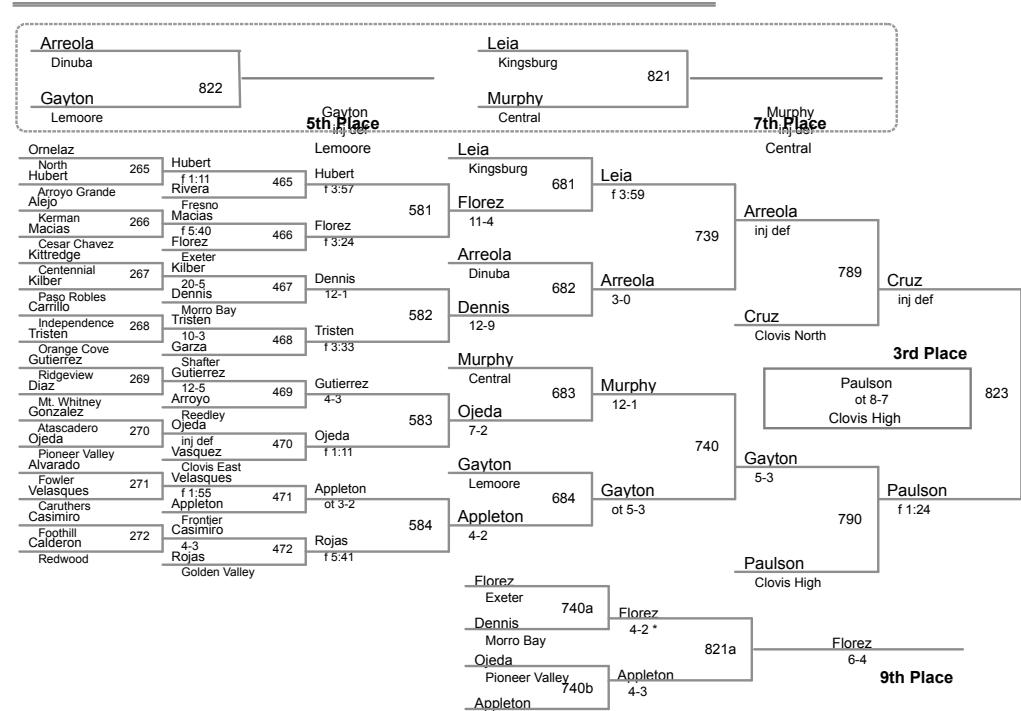 Arreola
Dinuba
822
Gayton
Lemoore
Gayton
inj def
5th Place
Lemoore
Leia
Kingsburg
821
Murphy
Central
Murphy
inj def
7th Place
Central
Ornelaz
North
Hubert
265
Arroyo Grande
Alejo
Kerman
Macias
266
Cesar Chavez
Kittredge
Centennial
Kilber
267
Paso Robles
Carrillo
Independence
Tristen
268
Orange Cove
Gutierrez
Ridgeview
Diaz
269
Mt. Whitney
Gonzalez
Atascadero
Ojeda
270
Pioneer Valley
Alvarado
Fowler
Velasques
271
Caruthers
Casimiro
Foothill
Calderon
272
Redwood
Hubert
f 1:11
Rivera
465
Fresno
Macias
f 5:40
Florez
466
Exeter
Kilber
20-5
Dennis
467
Morro Bay
Tristen
10-3
Garza
468
Shafter
Gutierrez
12-5
Arroyo
469
Reedley
Ojeda
inj def
Vasquez
470
Clovis East
Velasques
f 1:55
Appleton
471
Frontier
Casimiro
4-3
Rojas
472
Golden Valley
Hubert
f 3:57
581
Florez
f 3:24
Dennis
12-1
582
Tristen
f 3:33
Gutierrez
4-3
583
Ojeda
f 1:11
Appleton
ot 3-2
584
Rojas
f 5:41
Leia
Kingsburg
681
Florez
11-4
Arreola
Dinuba
682
Dennis
12-9
Murphy
Central
683
Ojeda
7-2
Gayton
Lemoore
684
Appleton
4-2
Leia
f 3:59
739
Arreola
3-0
Murphy
12-1
740
Gayton
ot 5-3
Arreola
inj def
789
Cruz
Clovis North
Gayton
5-3
790
Paulson
Clovis High
Cruz
inj def
3rd Place
Paulson
ot 8-7
Clovis High
823
Paulson
f 1:24
Florez
Exeter
740a
Dennis
Morro Bay
Ojeda
Pioneer Valley
740b
Appleton
Florez
4-2 *
821a
Appleton
4-3
Florez
6-4
9th Place